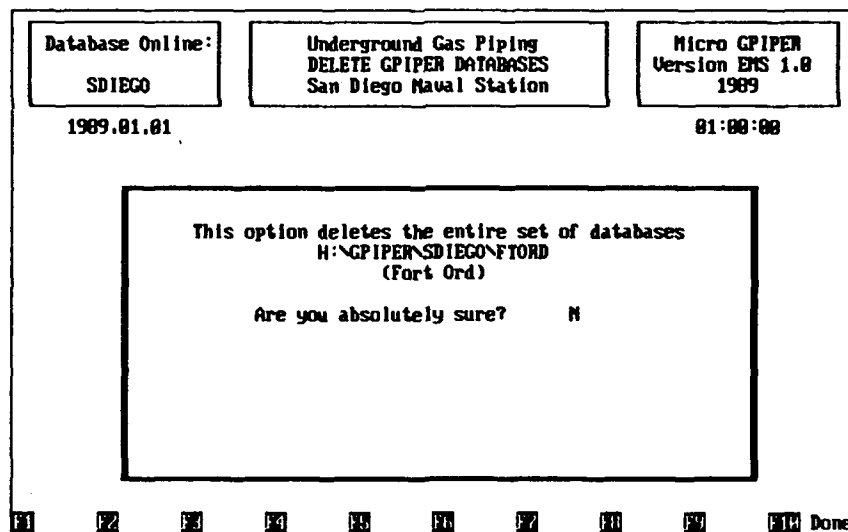 Database Online:
SDIEGO
Underground Gas Piping
DELETE GPIPER DATABASES
San Diego Naval Station
Micro GPIPER
Version EMS 1.0
1989
1989.01.01
01:00:00
This option deletes the entire set of databases
H:\GPIPER\SDIEGO\FTORD
(Fort Ord)
Are you absolutely sure? N
F1 F2 F3 F4 F5 F6 F7 F8 F9 F10 Done